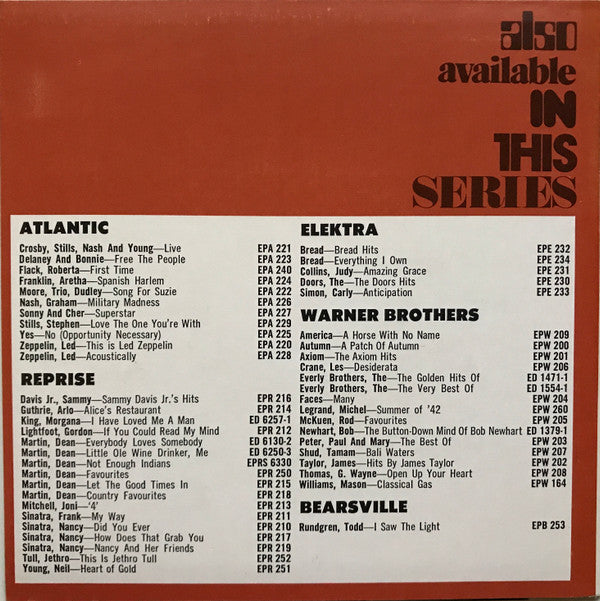 also
available
IN
THIS
SERIES
ATLANTIC
Crosby, Stills, Nash And Young—Live EPA 221
Delaney And Bonnie—Free The People EPA 223
Flack, Roberta—First Time EPA 240
Franklin, Aretha—Spanish Harlem EPA 224
Moore, Trio, Dudley—Song For Suzie EPA 222
Nash, Graham—Military Madness EPA 226
Sonny And Cher—Superstar EPA 227
Stills, Stephen—Love The One You're With EPA 229
Yes—No (Opportunity Necessary) EPA 225
Zeppelin, Led—This is Led Zeppelin EPA 220
Zeppelin, Led—Acoustically EPA 228
REPRISE
Davis Jr., Sammy—Sammy Davis Jr.'s Hits EPR 216
Guthrie, Arlo—Alice's Restaurant EPR 214
King, Morgana—I Have Loved Me A Man ED 6257-1
Lightfoot, Gordon—If You Could Read My Mind EPR 212
Martin, Dean—Everybody Loves Somebody ED 6130-2
Martin, Dean—Little Ole Wine Drinker, Me ED 6250-3
Martin, Dean—Not Enough Indians EPRS 6330
Martin, Dean—Favourites EPR 250
Martin, Dean—Let The Good Times In EPR 215
Martin, Dean—Country Favourites EPR 218
Mitchell, Joni—'4' EPR 213
Sinatra, Frank—My Way EPR 211
Sinatra, Nancy—Did You Ever EPR 210
Sinatra, Nancy—How Does That Grab You EPR 217
Sinatra, Nancy—Nancy And Her Friends EPR 219
Tull, Jethro—This Is Jethro Tull EPR 252
Young, Neil—Heart of Gold EPR 251
ELEKTRA
Bread—Bread Hits EPE 232
Bread—Everything I Own EPE 234
Collins, Judy—Amazing Grace EPE 231
Doors, The—The Doors Hits EPE 230
Simon, Carly—Anticipation EPE 233
WARNER BROTHERS
America—A Horse With No Name EPW 209
Autumn—A Patch Of Autumn EPW 200
Axiom—The Axiom Hits EPW 201
Crane, Les—Desiderata EPW 206
Everly Brothers, The—The Golden Hits Of ED 1471-1
Everly Brothers, The—The Very Best Of ED 1554-1
Faces—Many EPW 204
Legrand, Michel—Summer of '42 EPW 260
McKuen, Rod—Favourites EPW 205
Newhart, Bob—The Button-Down Mind Of Bob Newhart ED 1379-1
Peter, Paul And Mary—The Best Of EPW 203
Shud, Tamam—Bali Waters EPW 207
Taylor, James—Hits By James Taylor EPW 202
Thomas, G. Wayne—Open Up Your Heart EPW 208
Williams, Mason—Classical Gas EPW 164
BEARSVILLE
Rundgren, Todd—I Saw The Light EPB 253